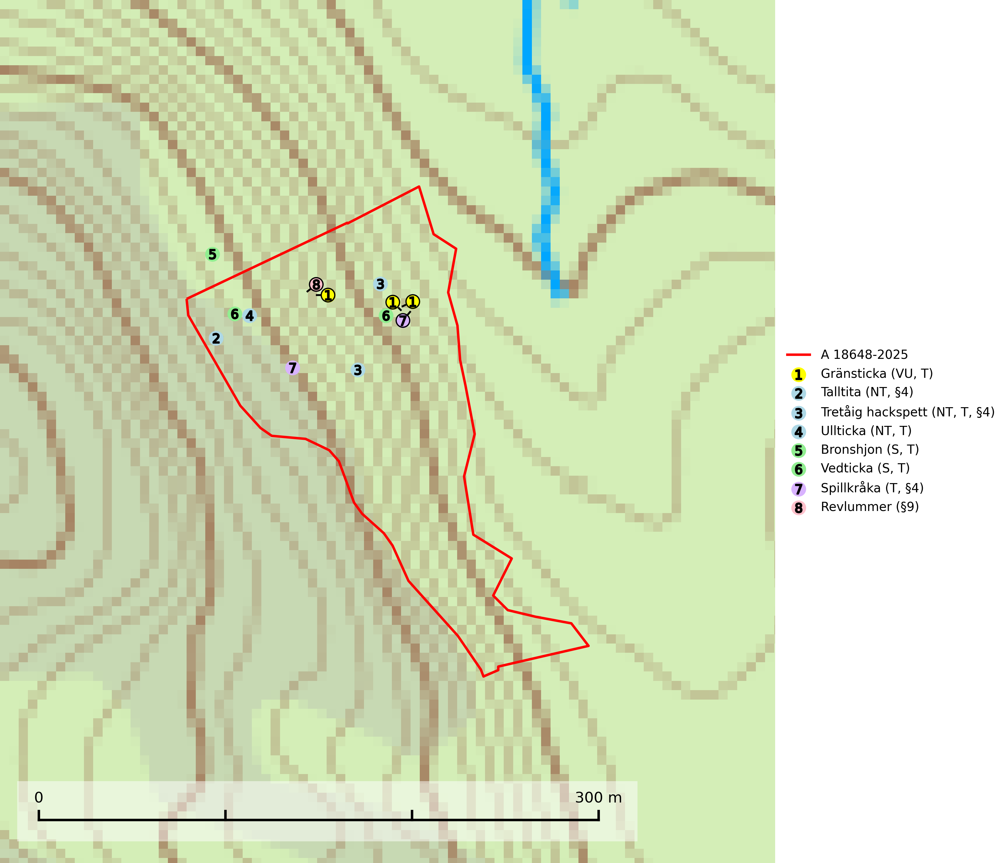 5
8
1
3
1
1
6
4
6
7
2
7
3
A 18648-2025
1 Gränsticka (VU, T)
2 Talltita (NT, §4)
3 Tretåig hackspett (NT, T, §4)
4 Ullticka (NT, T)
5 Bronshjon (S, T)
6 Vedticka (S, T)
7 Spillkråka (T, §4)
8 Revlummer (§9)
0 300 m